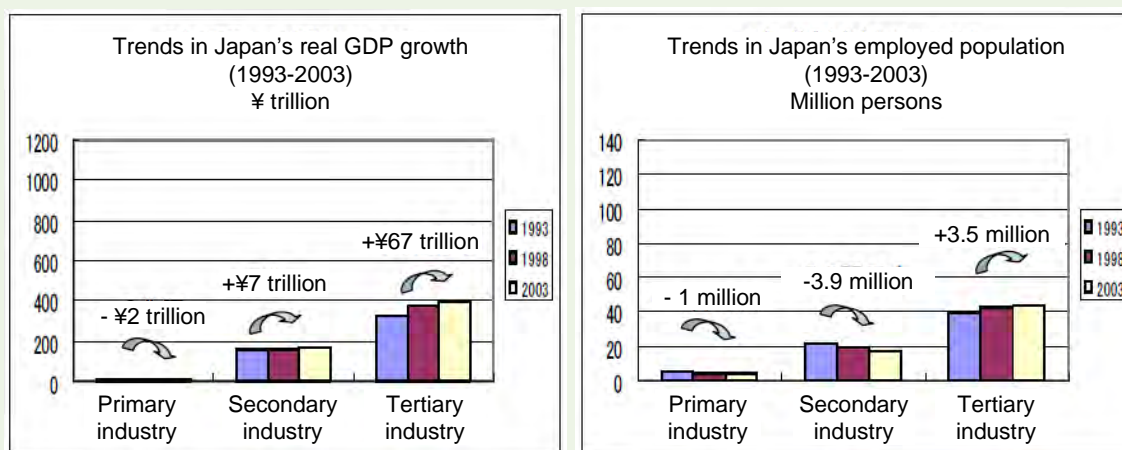 Trends in Japan's real GDP growth
(1993-2003)
¥ trillion
1200
1000
800
600
400
200
0
+¥67 trillion
+¥7 trillion
- ¥2 trillion
1993
1998
2003
Primary industry
Secondary industry
Tertiary industry
Trends in Japan's employed population
(1993-2003)
Million persons
140
120
100
80
60
40
20
0
+3.5 million
-3.9 million
- 1 million
1993
1998
2003
Primary industry
Secondary industry
Tertiary industry